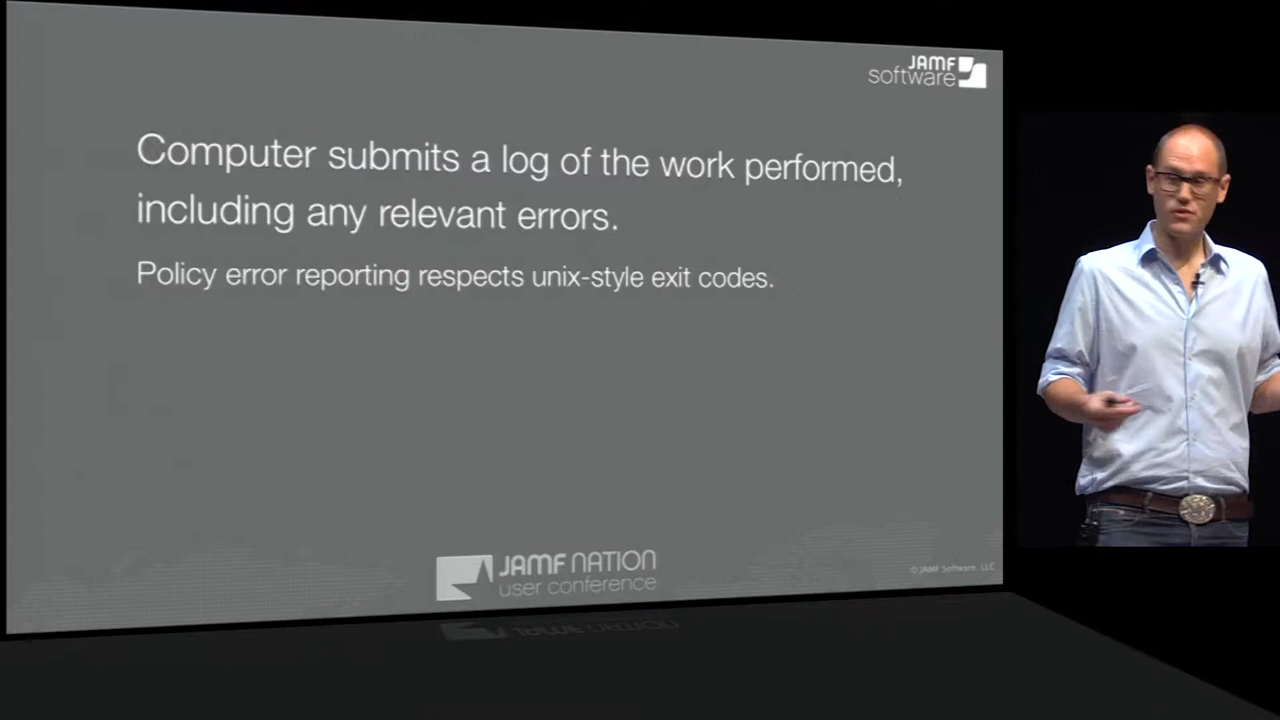 JAMF
software
Computer submits a log of the work performed,
including any relevant errors.
Policy error reporting respects unix-style exit codes.
JAMF NATION
user conference
© JAMF Software, LLC